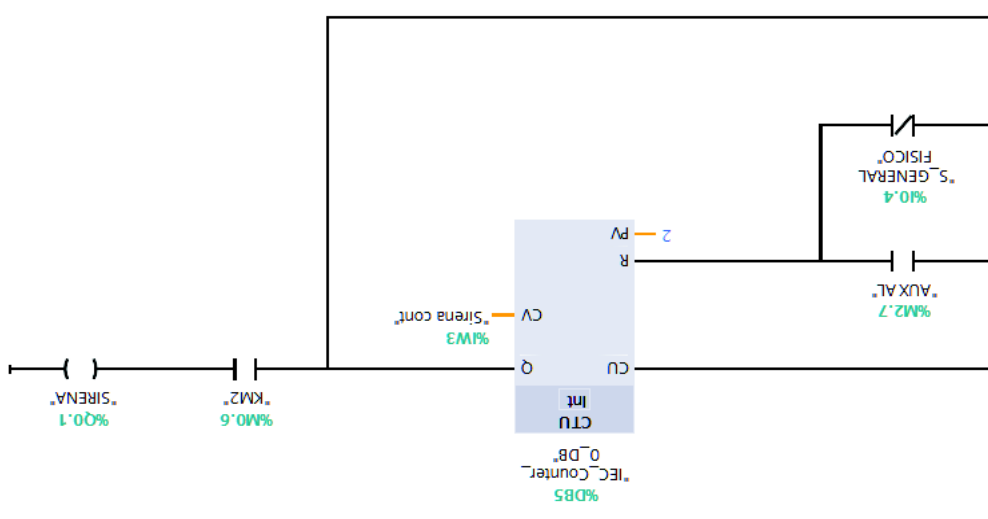 %DB5
"IEC_Counter_
0_DB"
CTU
Int
%M0.6
"KM2"
%Q0.1
"SIRENA"
CU
Q
%IW3
CV
"Sirena cont"
%M2.7
"AUX AL"
R
2
PV
%I0.4
"S_GENERAL
FISICO"